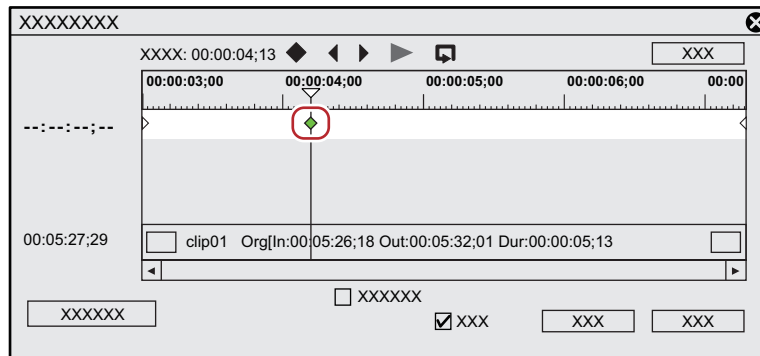 XXXXXXXX
XXXX: 00:00:04;13
XXX
00:00:03;00 00:00:04;00 00:00:05;00 00:00:06;00 00:00
--:--:--;--
00:05:27;29
clip01 Org[In:00:05:26;18 Out:00:05:32;01 Dur:00:00:05;13
XXXXXX
XXXXXX
XXX
XXX
XXX